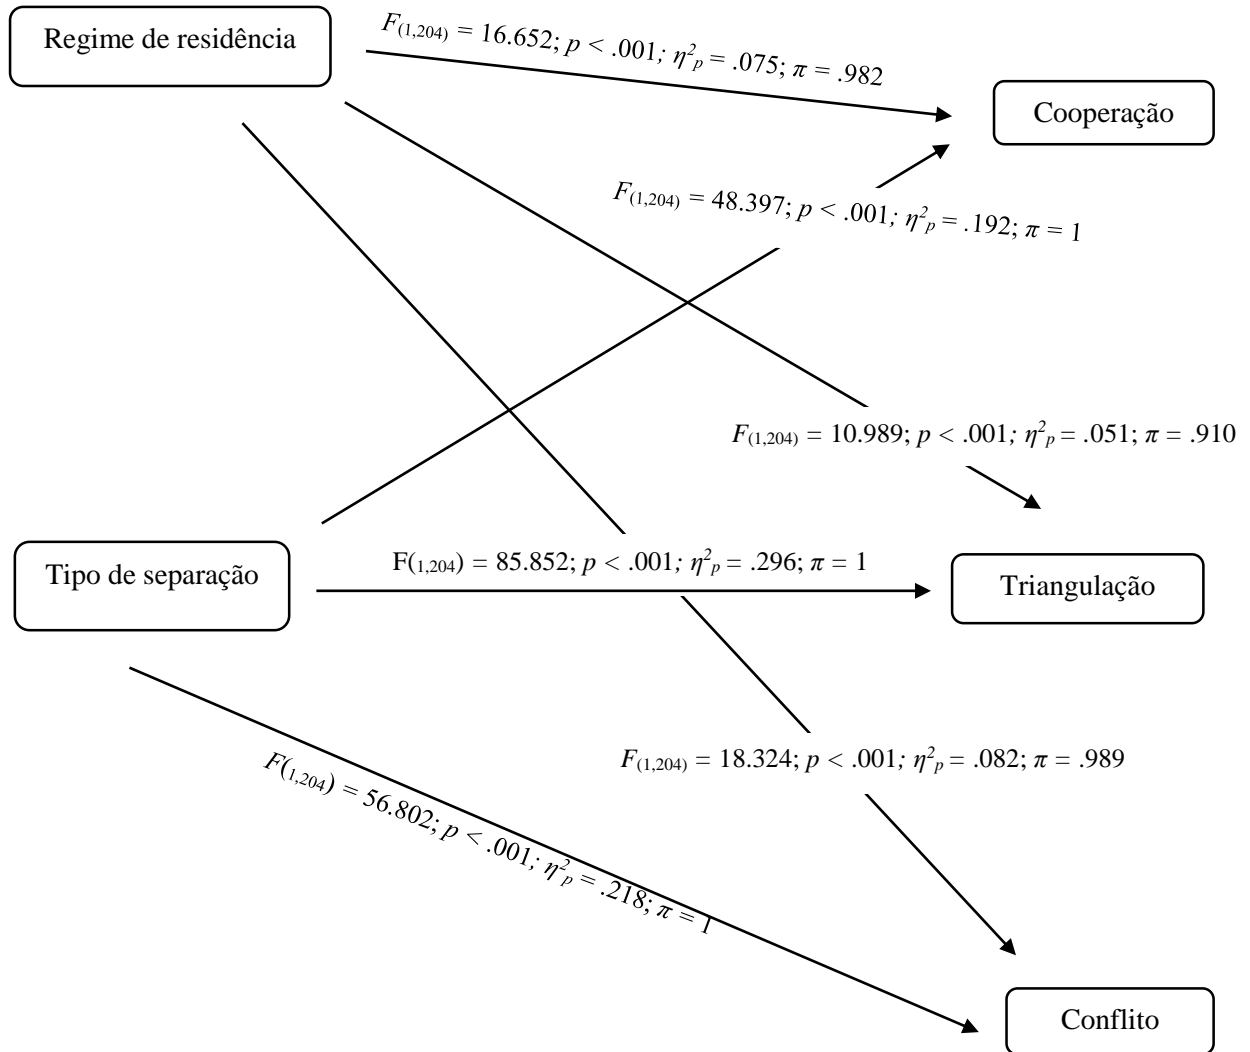 Regime de residência
F(1,204) = 16.652; p < .001; η²p = .075; π = .982
Cooperação
F(1,204) = 48.397; p < .001; η²p = .192; π = 1
F(1,204) = 10.989; p < .001; η²p = .051; π = .910
Tipo de separação
F(1,204) = 85.852; p < .001; η²p = .296; π = 1
Triangulação
F(1,204) = 18.324; p < .001; η²p = .082; π = .989
F(1,204) = 56.802; p < .001; η²p = .218; π = 1
Conflito